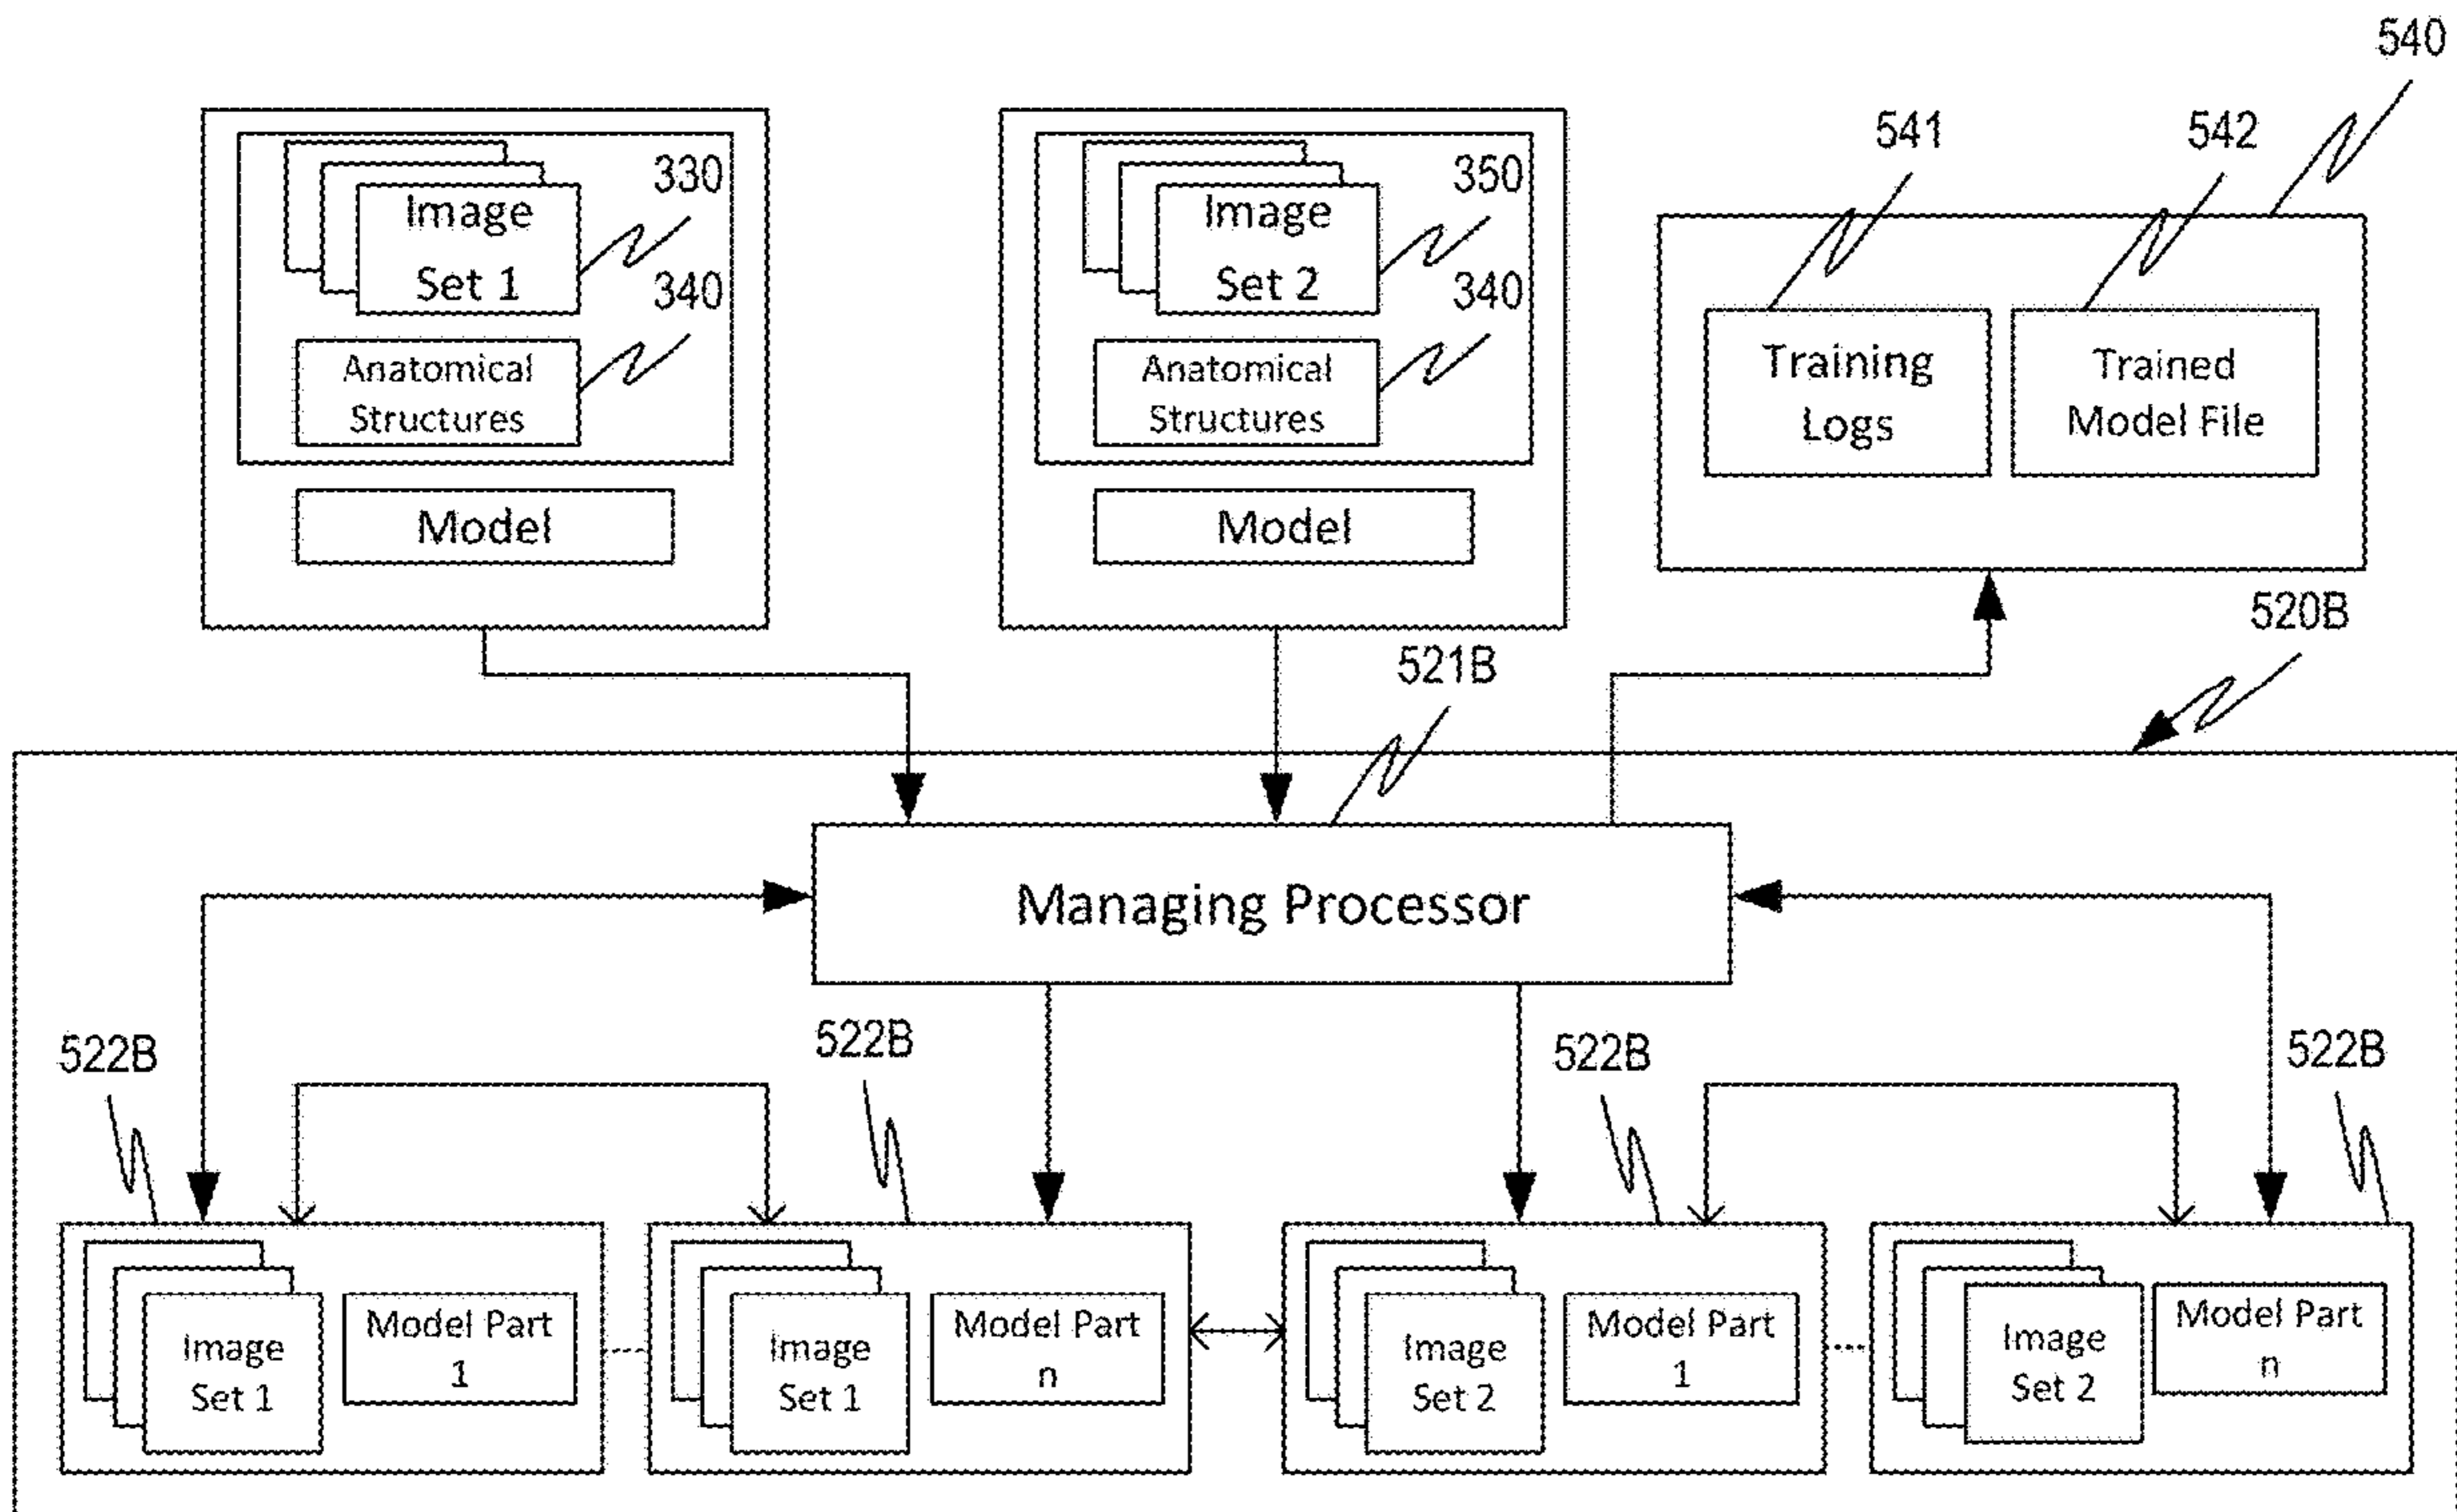 540
541
542
330
Image
Set 1
340
Anatomical
Structures
Model
350
Image
Set 2
340
Anatomical
Structures
Model
Training
Logs
Trained
Model File
520B
521B
Managing Processor
522B
522B
522B
522B
Image
Set 1
Model Part
1
Image
Set 1
Model Part
n
Image
Set 2
Model Part
1
Image
Set 2
Model Part
n